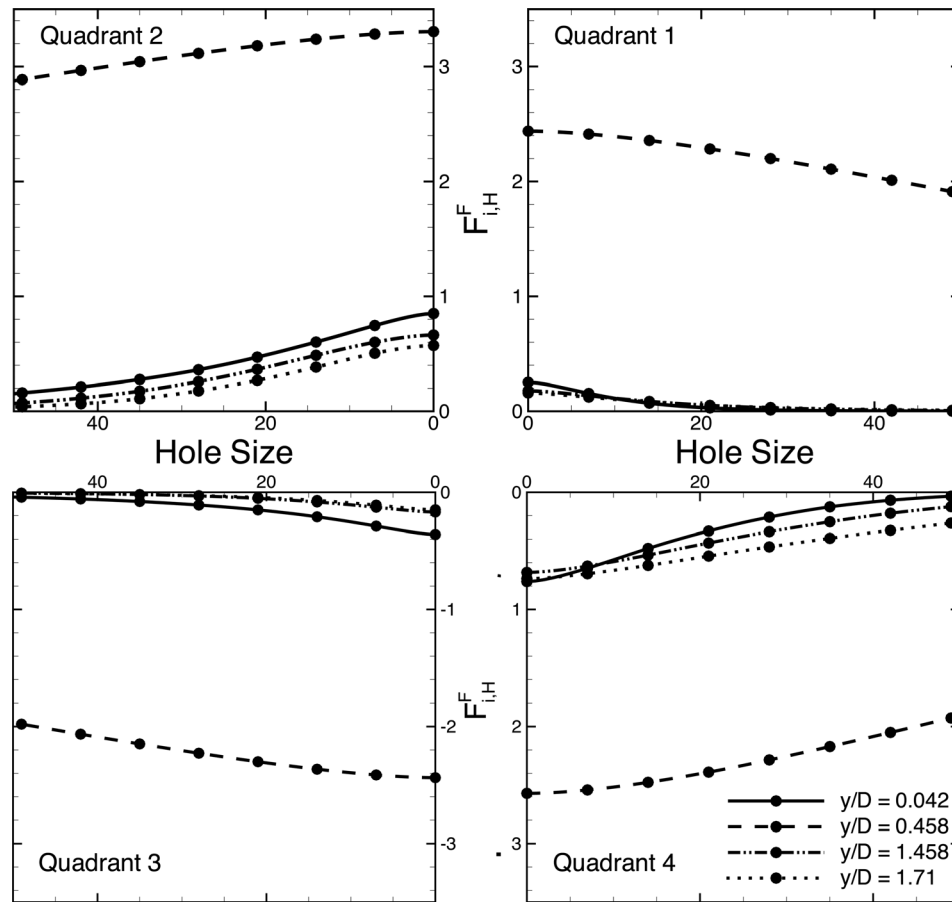 Quadrant 2
Quadrant 1
3
3
2
2
F^F_{i,H}
1
1
40
20
0
0
0
20
40
Hole Size
Hole Size
40
20
0
0
0
0
20
40
-1
1
F^F_{i,H}
-2
2
y/D = 0.042
y/D = 0.458
-3
3
y/D = 1.458
Quadrant 3
Quadrant 4
y/D = 1.71